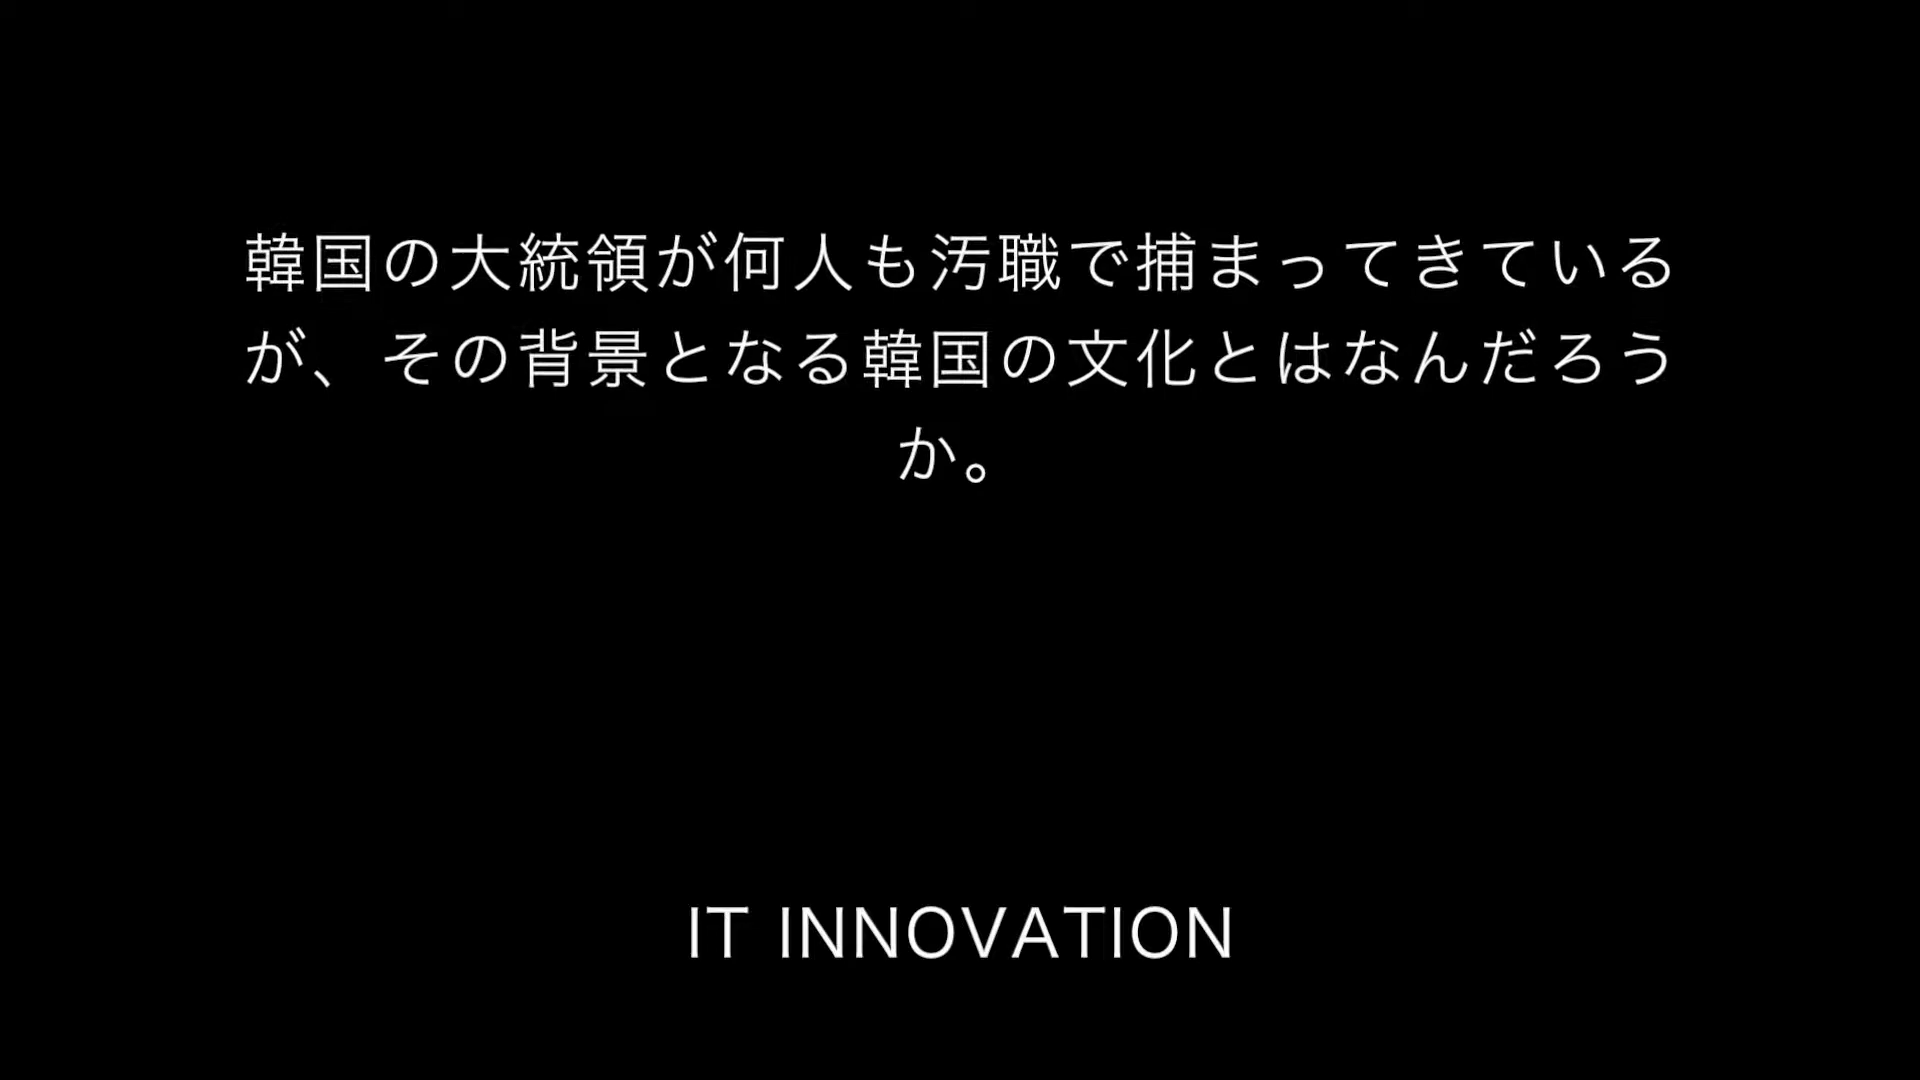 韓国の大統領が何人も汚職で捕まってきている
が、その背景となる韓国の文化とはなんだろう
か。
IT INNOVATION